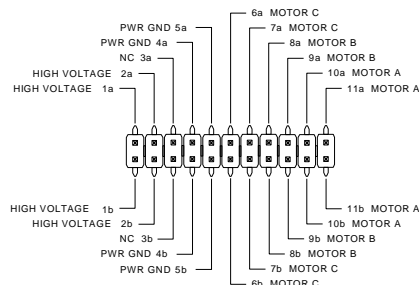 6a MOTOR C
PWR GND 5a 7a MOTOR C
PWR GND 4a 8a MOTOR B
NC 3a 9a MOTOR B
HIGH VOLTAGE 2a 10a MOTOR A
HIGH VOLTAGE 1a 11a MOTOR A
HIGH VOLTAGE 1b 11b MOTOR A
HIGH VOLTAGE 2b 10b MOTOR A
NC 3b 9b MOTOR B
PWR GND 4b 8b MOTOR B
PWR GND 5b 7b MOTOR C
6b MOTOR C